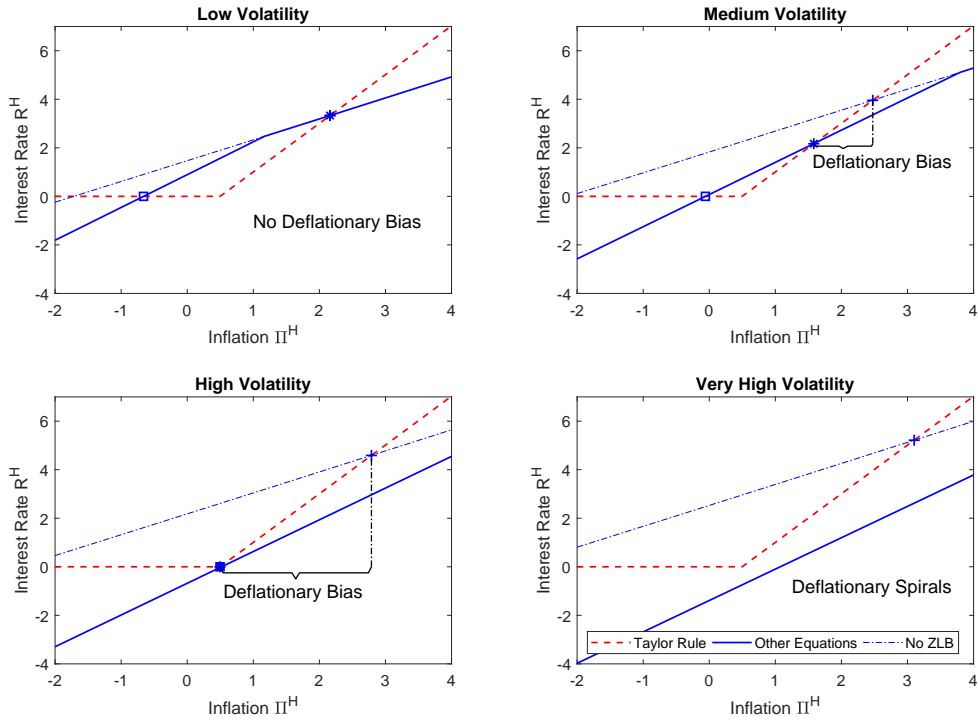 Low Volatility
Interest Rate R^H
6
4
2
0
-2
-4
No Deflationary Bias
-2 -1 0 1 2 3 4
Inflation Π^H
Medium Volatility
Interest Rate R^H
6
4
2
0
-2
-4
Deflationary Bias
-2 -1 0 1 2 3 4
Inflation Π^H
High Volatility
Interest Rate R^H
6
4
2
0
-2
-4
Deflationary Bias
-2 -1 0 1 2 3 4
Inflation Π^H
Very High Volatility
Interest Rate R^H
6
4
2
0
-2
-4
Deflationary Spirals
Taylor Rule Other Equations No ZLB
-2 -1 0 1 2 3 4
Inflation Π^H